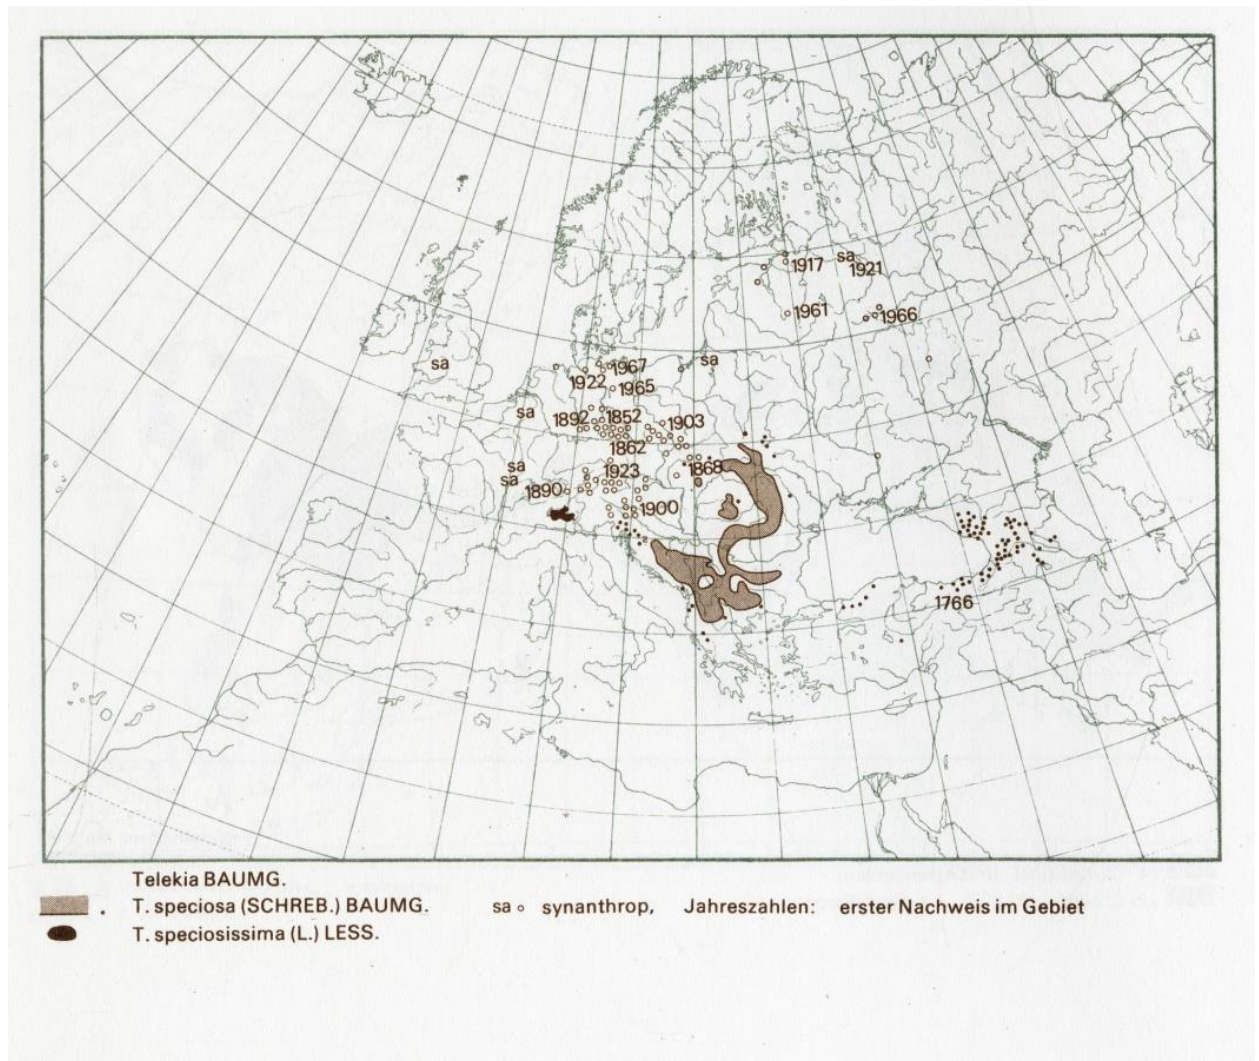 1917
sa
1921
1961
1966
sa
sa
1967
1922
1965
sa
1892
1852
1903
1862
sa
1923
1868
sa
1890
1900
1766
Telekia BAUMG.
. T. speciosa (SCHREB.) BAUMG. sa ∘ synanthrop, Jahreszahlen: erster Nachweis im Gebiet
T. speciosissima (L.) LESS.